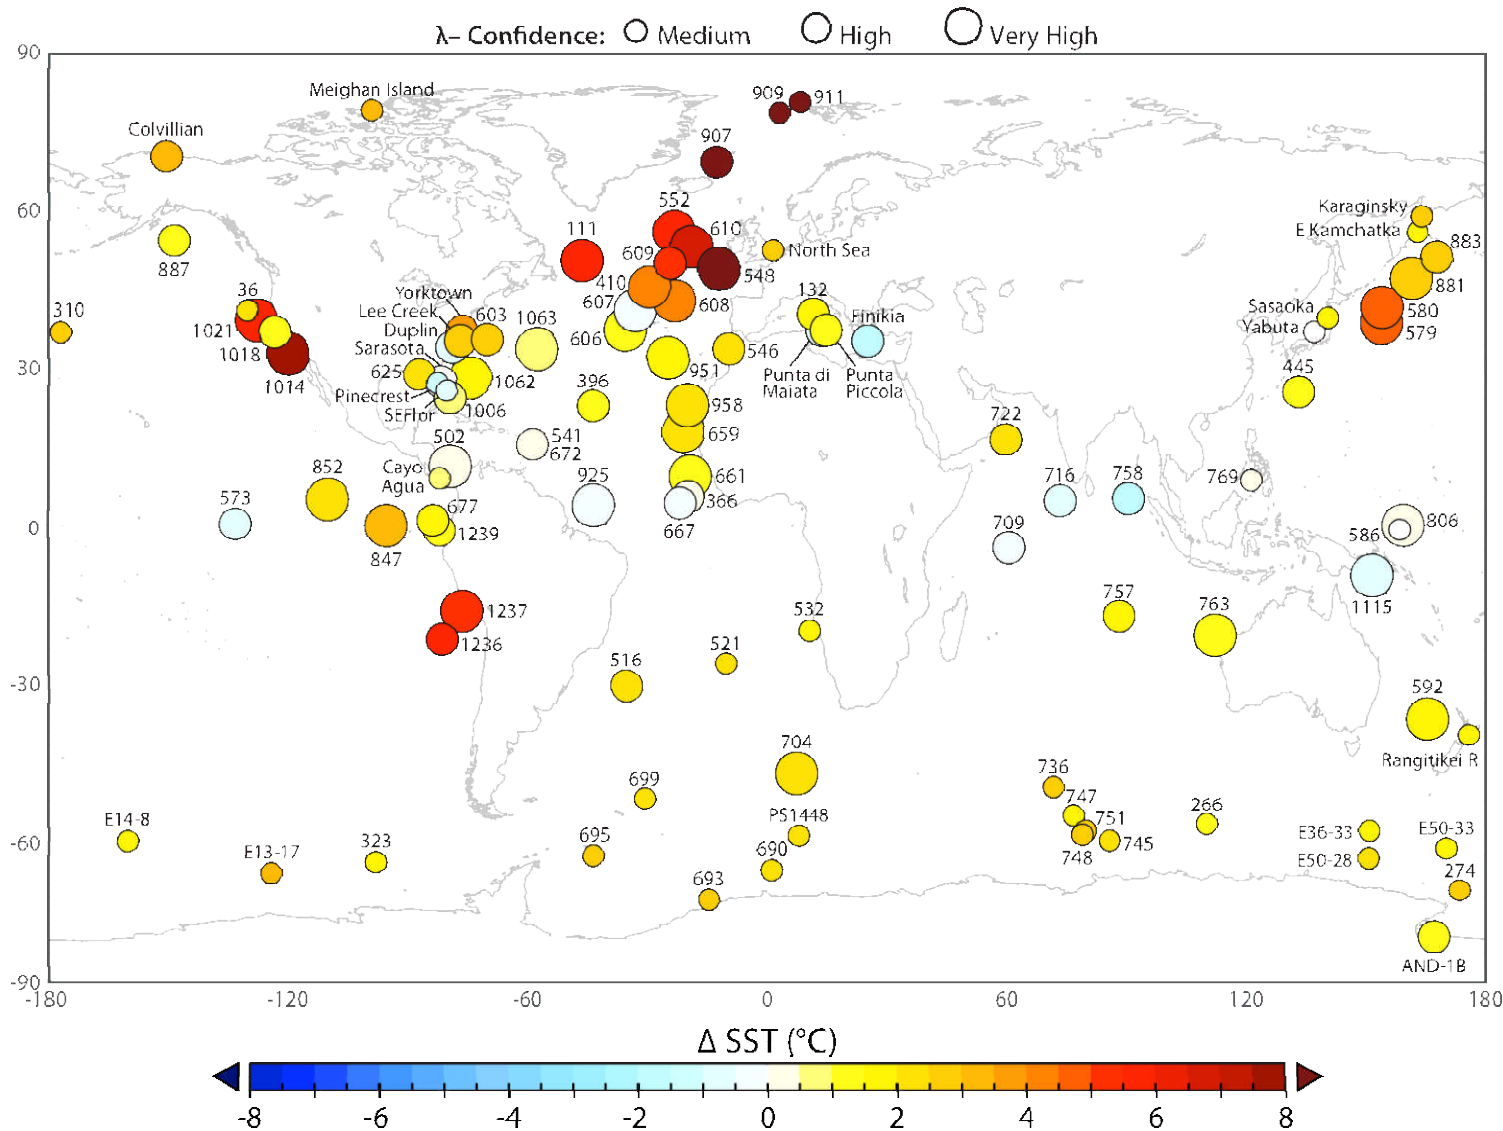 λ– Confidence: Medium High Very High
90
Meighan Island
909
911
Colvillian
907
60
552
Karaginsky
111
610
E Kamchatka
883
887
609
North Sea
548
36
410
881
Yorktown
607
608
132
Sasaoka
310
Lee Creek
603
1063
Finikia
580
1021
Duplin
606
Yabuta
579
1018
Sarasota
546
30
1014
625
1062
951
Punta di
Maiata
Punta
Piccola
445
Pinecrest
396
SEFlor
1006
958
722
502
541
672
659
852
Cayo
Agua
925
661
716
758
769
573
677
366
806
0
667
709
586
847
1239
1115
1237
532
757
763
1236
521
516
-30
592
704
Rangitikei R
699
736
747
E14-8
PS1448
751
266
-60
E13-17
323
695
690
748
745
E36-33
E50-33
E50-28
693
274
AND-1B
-90
-180 -120 -60 0 60 120 180
Δ SST (°C)
-8 -6 -4 -2 0 2 4 6 8